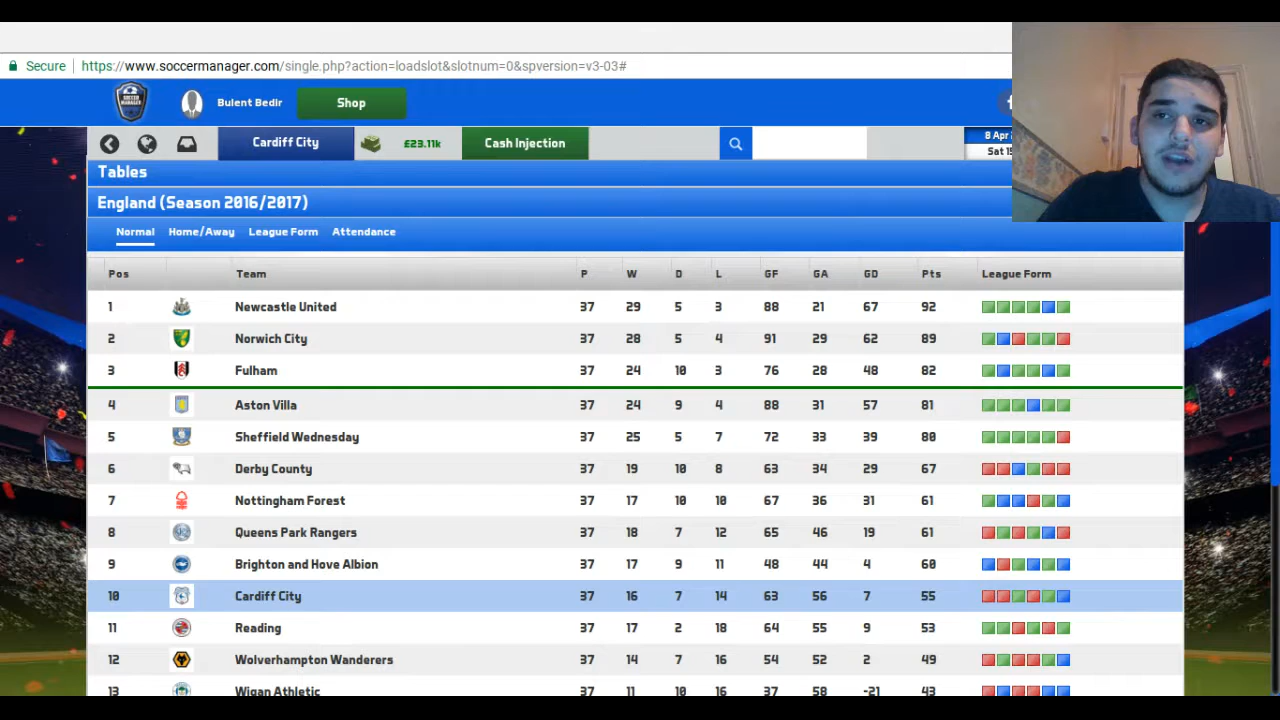 Secure https://www.soccermanager.com/single.php?action=loadslot&slotnum=0&spversion=v3-03#
SOCCER MANAGER Bulent Bedir Shop f
Cardiff City £23.11k Cash Injection 8 Apr
Sat 15
Tables
England (Season 2016/2017)
Normal Home/Away League Form Attendance
Pos Team P W D L GF GA GD Pts League Form
1 Newcastle United 37 29 5 3 88 21 67 92
2 Norwich City 37 28 5 4 91 29 62 89
3 Fulham 37 24 10 3 76 28 48 82
4 Aston Villa 37 24 9 4 88 31 57 81
5 Sheffield Wednesday 37 25 5 7 72 33 39 80
6 Derby County 37 19 10 8 63 34 29 67
7 Nottingham Forest 37 17 10 10 67 36 31 61
8 Queens Park Rangers 37 18 7 12 65 46 19 61
9 Brighton and Hove Albion 37 17 9 11 48 44 4 60
10 Cardiff City 37 16 7 14 63 56 7 55
11 Reading 37 17 2 18 64 55 9 53
12 Wolverhampton Wanderers 37 14 7 16 54 52 2 49
13 Wigan Athletic 37 11 10 16 37 58 -21 43